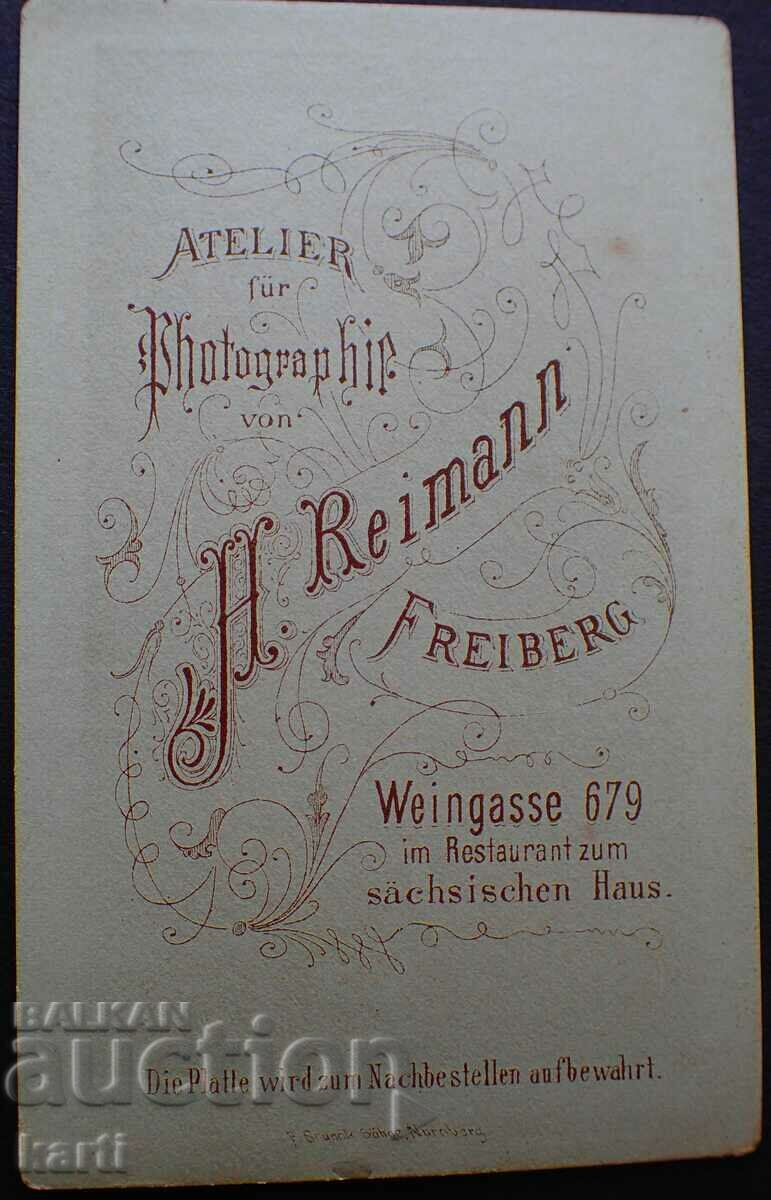 ATELIER
für
Photographie
von
A. Reimann
FREIBERG
Weingasse 679
im Restaurant zum
sächsischen Haus.
Die Platte wird zum Nachbestellen aufbewahrt.
Nürnberg
BALKAN
auction
karti